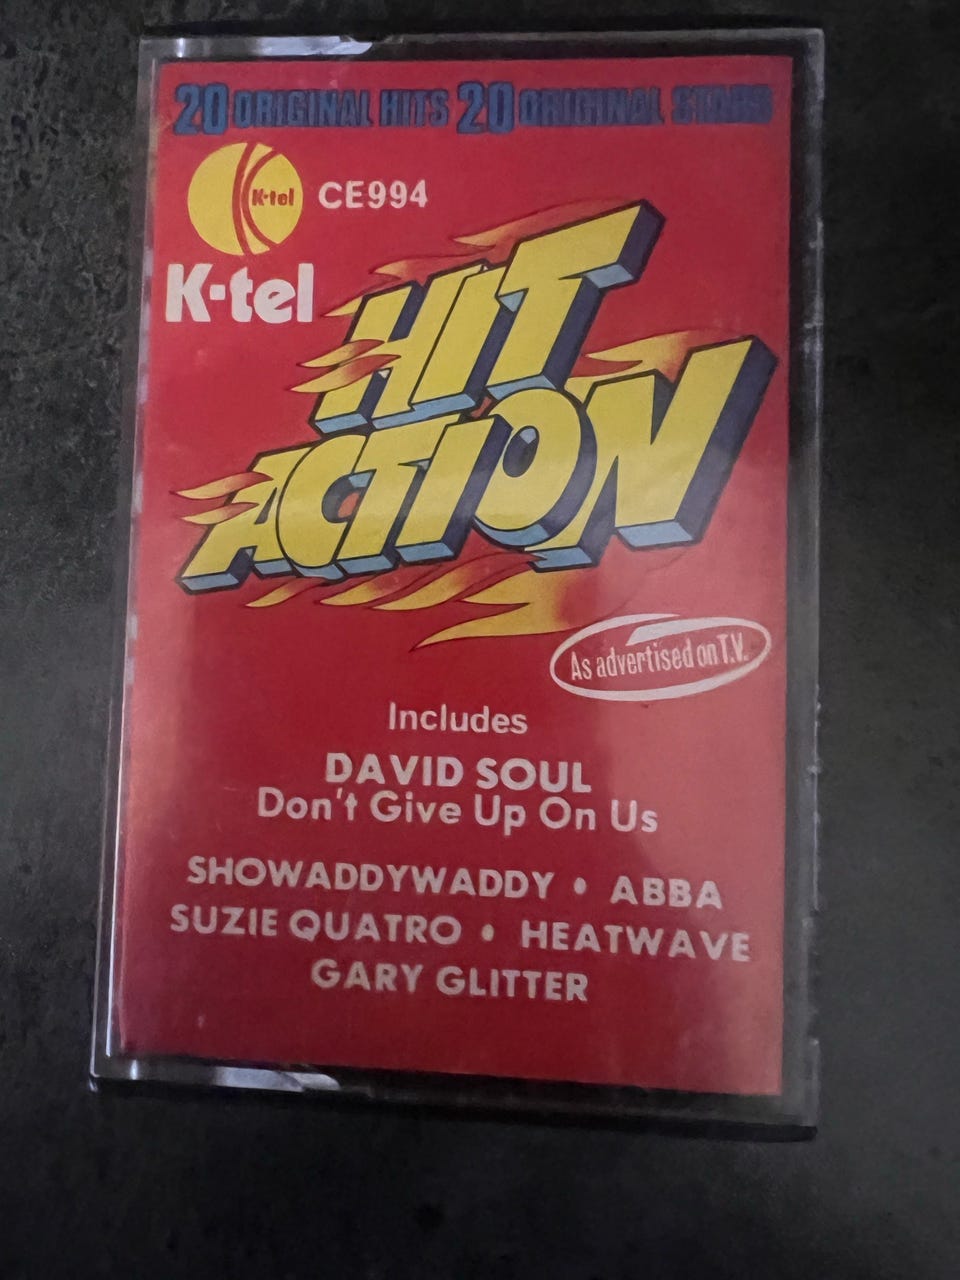 20 ORIGINAL HITS 20 ORIGINAL STARS
K-tel
CE994
K-tel
HIT
ACTION
As advertised on T.V.
Includes
DAVID SOUL
Don't Give Up On Us
SHOWADDYWADDY • ABBA
SUZIE QUATRO • HEATWAVE
GARY GLITTER